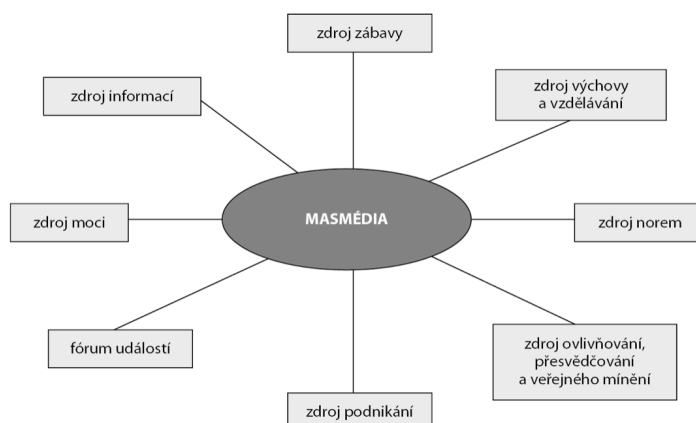 zdroj zábavy
zdroj informací
zdroj výchovy
a vzdělávání
zdroj moci
MASMÉDIA
zdroj norem
fórum událostí
zdroj ovlivňování,
přesvědčování
a veřejného mínění
zdroj podnikání